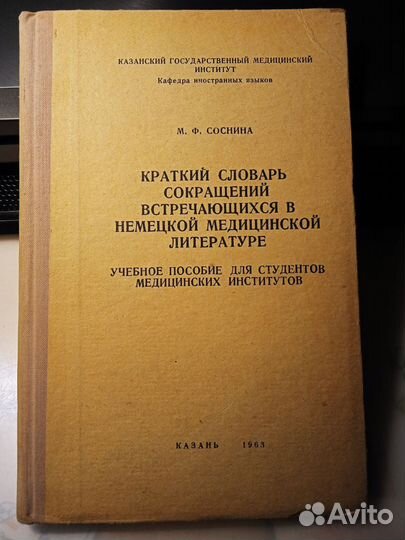 КАЗАНСКИЙ ГОСУДАРСТВЕННЫЙ МЕДИЦИНСКИЙ
ИНСТИТУТ
Кафедра иностранных языков
М. Ф. СОСНИНА
КРАТКИЙ СЛОВАРЬ
СОКРАЩЕНИЙ
ВСТРЕЧАЮЩИХСЯ В
НЕМЕЦКОЙ МЕДИЦИНСКОЙ
ЛИТЕРАТУРЕ
УЧЕБНОЕ ПОСОБИЕ ДЛЯ СТУДЕНТОВ
МЕДИЦИНСКИХ ИНСТИТУТОВ
КАЗАНЬ 1963
Avito